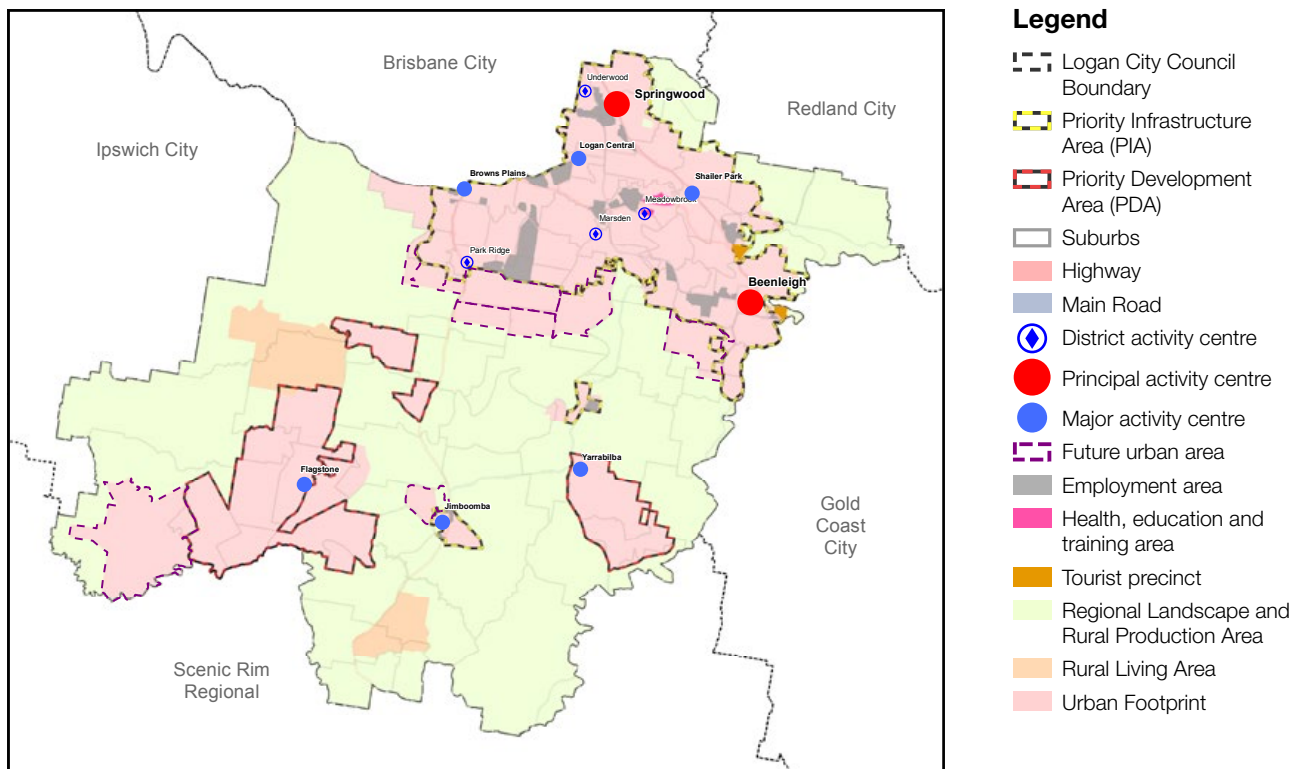 Brisbane City
Redland City
Ipswich City
Underwood
Springwood
Logan Central
Browns Plains
Shailer Park
Meadowbrook
Marsden
Park Ridge
Beenleigh
Yarrabilba
Flagstone
Jimboomba
Gold
Coast
City
Scenic Rim
Regional
Legend
Logan City Council
Boundary
Priority Infrastructure
Area (PIA)
Priority Development
Area (PDA)
Suburbs
Highway
Main Road
District activity centre
Principal activity centre
Major activity centre
Future urban area
Employment area
Health, education and
training area
Tourist precinct
Regional Landscape and
Rural Production Area
Rural Living Area
Urban Footprint